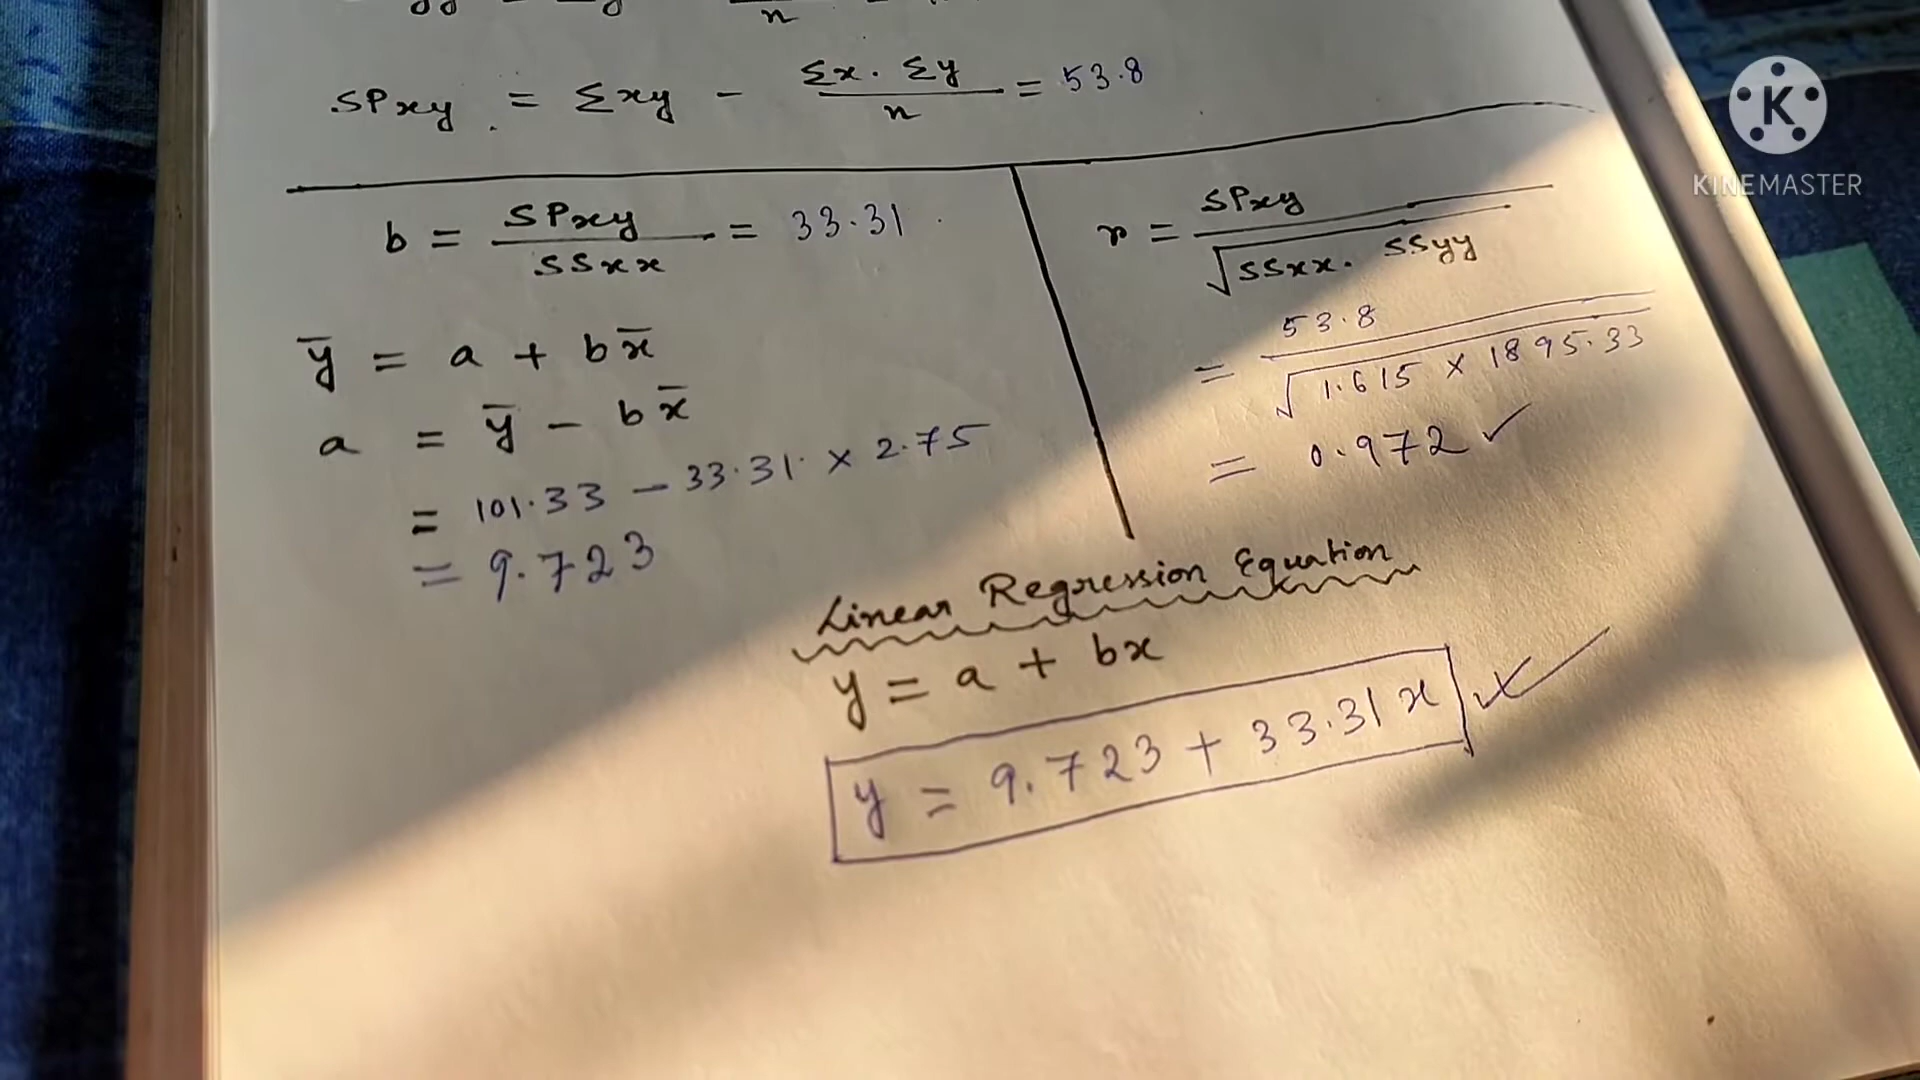 n
SPxy = Σxy - Σx. Σy / n = 53.8
b = SPxy / SSxx = 33.31
ȳ = a + bx̄
a = ȳ - bx̄
= 101.33 - 33.31 × 2.75
= 9.723
r = SPxy / √SSxx. SSyy
= 53.8 / √1.615 × 1895.33
= 0.972 ✓
Linear Regression Equation
y = a + bx
y = 9.723 + 33.31x
K
KINEMASTER